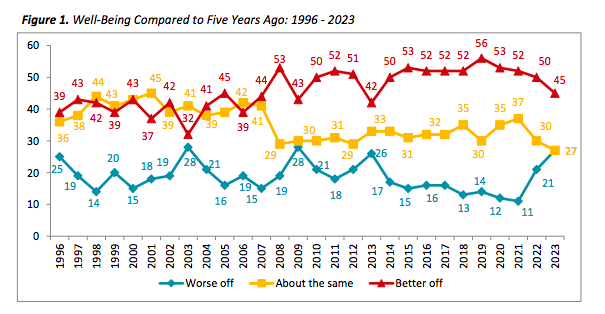 Figure 1. Well-Being Compared to Five Years Ago: 1996 - 2023
60
50
40
30
20
10
0
39 43 42 39 43 37 42 32 41 45 39 44 53 43 50 52 51 42 50 53 52 52 52 56 53 52 50 45
36 38 44 43 45 39 41 39 42 41 29 30 31 29 33 31 32 35 30 35 37 30 27
25 19 14 20 15 18 19 28 21 16 19 15 19 28 21 18 26 17 15 16 13 14 12 11 21
1996 1997 1998 1999 2000 2001 2002 2003 2004 2005 2006 2007 2008 2009 2010 2011 2012 2013 2014 2015 2016 2017 2018 2019 2020 2021 2022 2023
Worse off About the same Better off